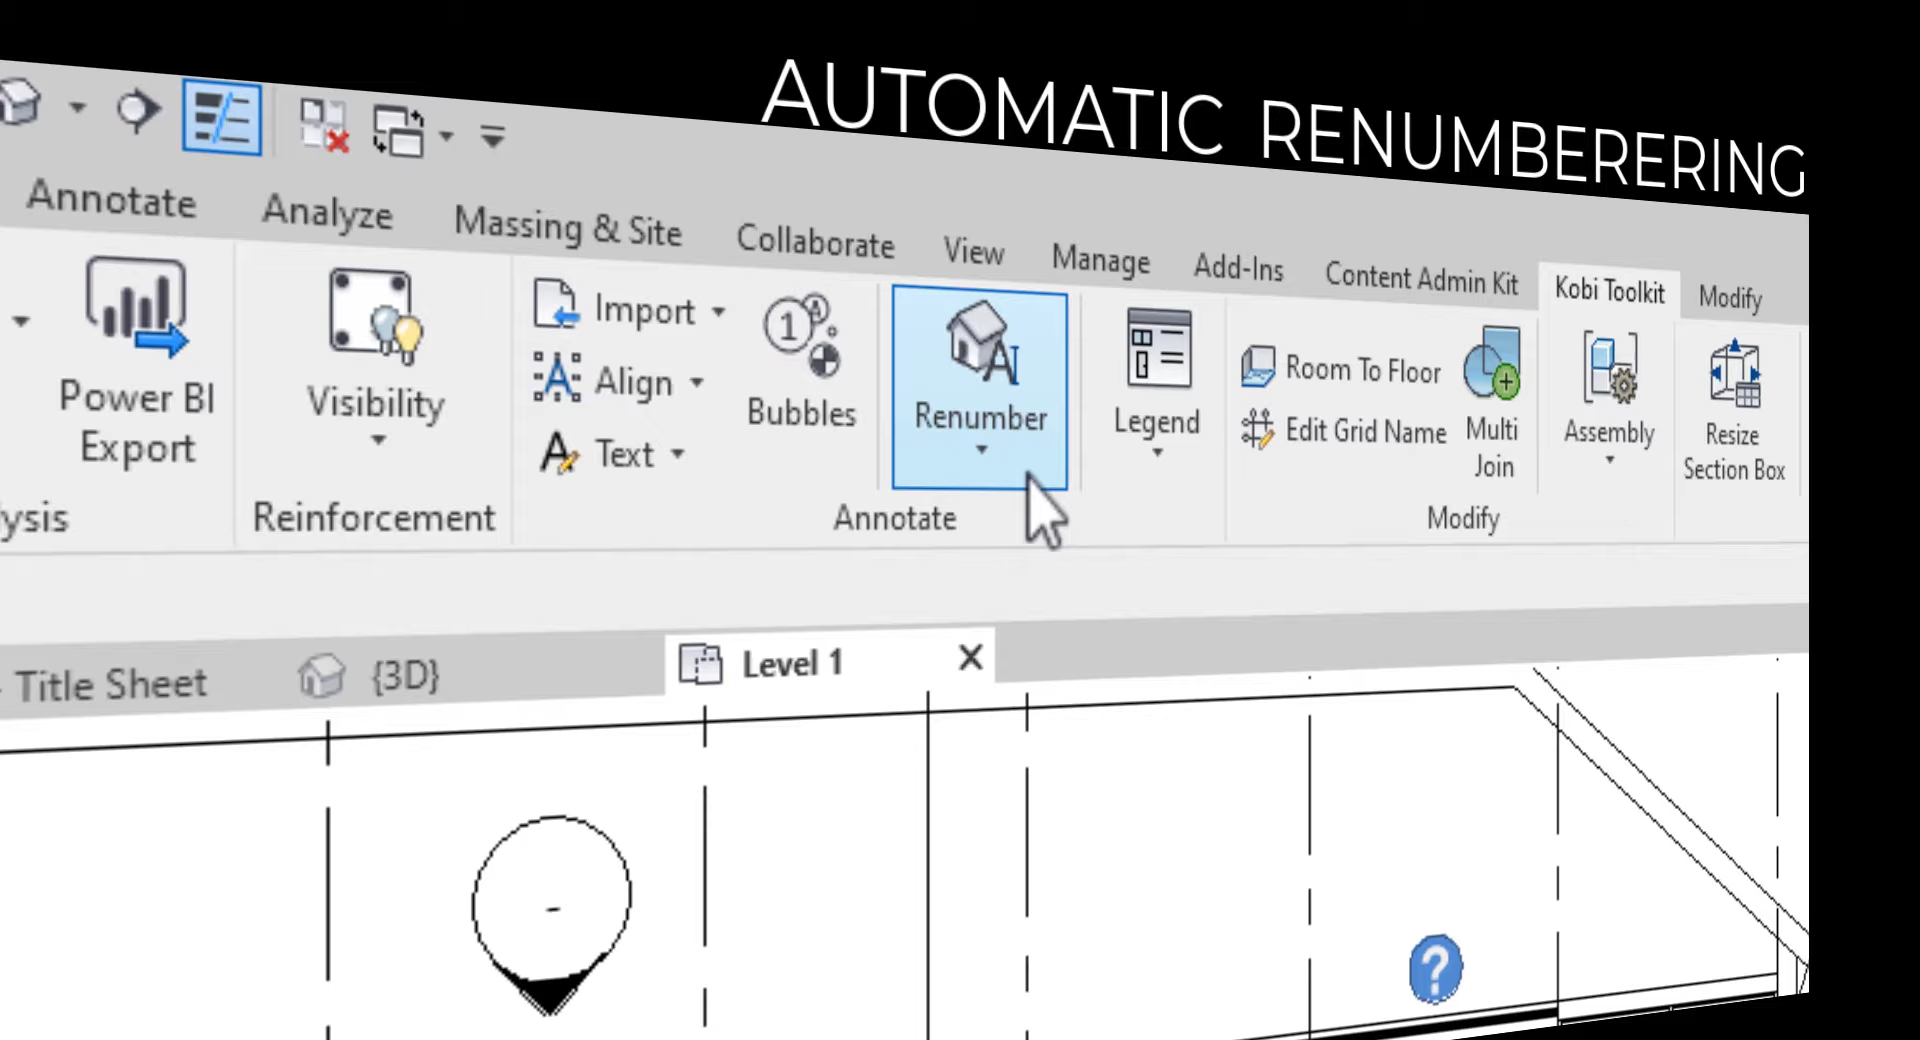 AUTOMATIC RENUMBERERING
Annotate
Analyze
Massing & Site
Collaborate
View
Manage
Add-Ins
Content Admin Kit
Kobi Toolkit
Modify
Power BI
Export
Visibility
Import
Align
Text
Bubbles
Renumber
Legend
Room To Floor
Edit Grid Name
Multi
Join
Assembly
Resize
Section Box
ysis
Reinforcement
Annotate
Modify
Title Sheet
{3D}
Level 1